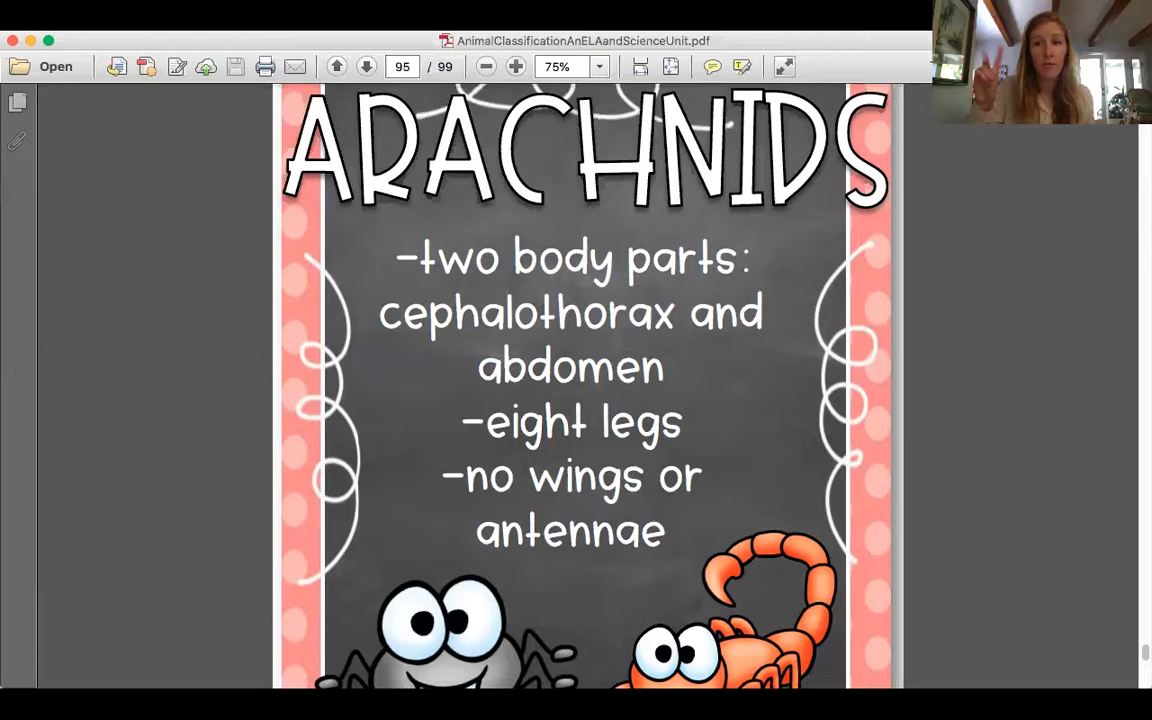 AnimalClassificationAnELAandScienceUnit.pdf
Open 95 / 99 75%
ARACHNIDS
-two body parts:
cephalothorax and
abdomen
-eight legs
-no wings or
antennae